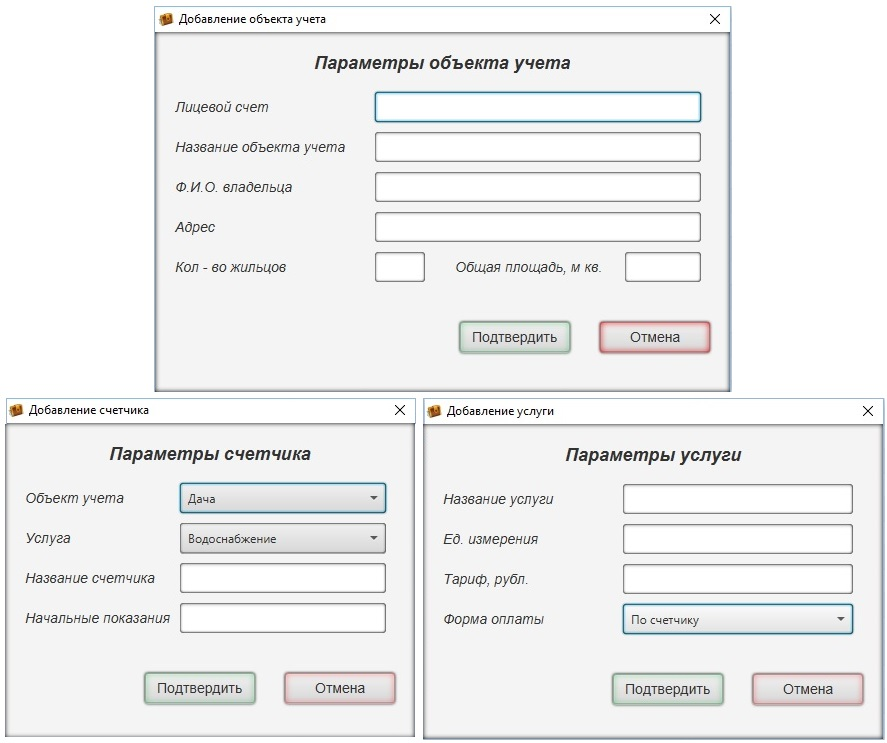 Добавление объекта учета
Параметры объекта учета
Лицевой счет
Название объекта учета
Ф.И.О. владельца
Адрес
Кол - во жильцов Общая площадь, м кв.
Подтвердить Отмена
Добавление счетчика
Параметры счетчика
Объект учета Дача
Услуга Водоснабжение
Название счетчика
Начальные показания
Подтвердить Отмена
Добавление услуги
Параметры услуги
Название услуги
Ед. измерения
Тариф, рубл.
Форма оплаты По счетчику
Подтвердить Отмена